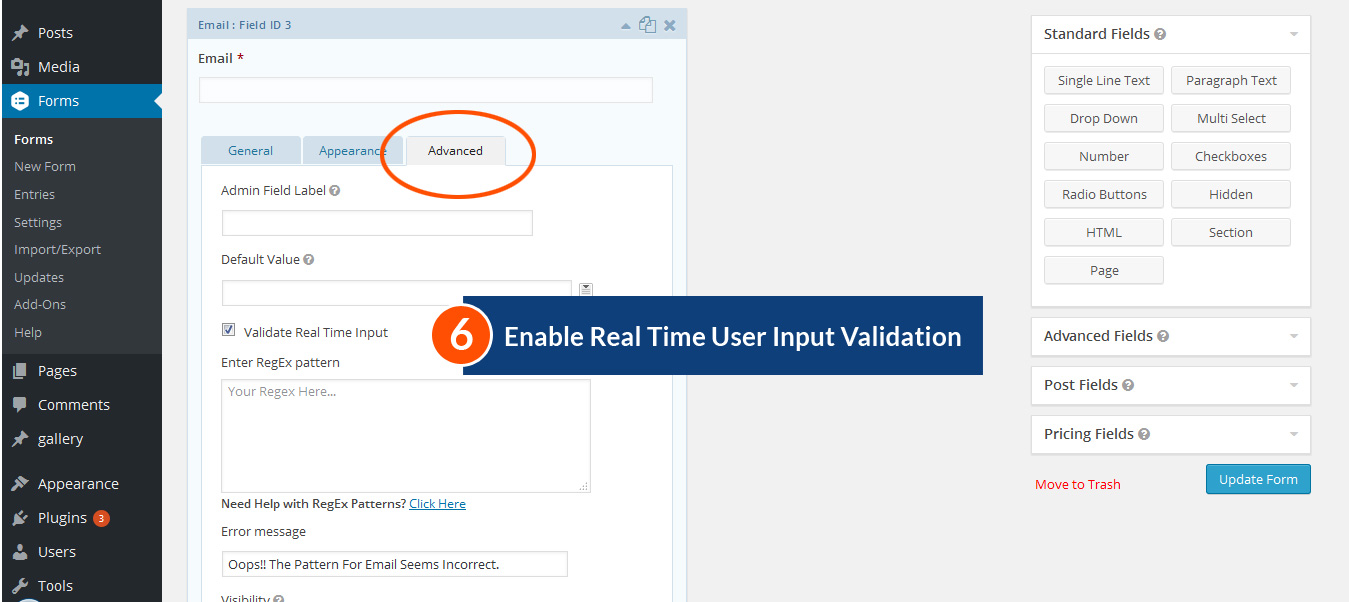 Posts
Media
Forms
Forms
New Form
Entries
Settings
Import/Export
Updates
Add-Ons
Help
Pages
Comments
gallery
Appearance
Plugins 3
Users
Tools
Email : Field ID 3
Email *
General Appearance Advanced
Admin Field Label ?
Default Value ?
Validate Real Time Input
6 Enable Real Time User Input Validation
Enter RegEx pattern
Your Regex Here...
Need Help with RegEx Patterns? Click Here
Error message
Oops!! The Pattern For Email Seems Incorrect.
Visibility ?
Standard Fields ?
Single Line Text Paragraph Text
Drop Down Multi Select
Number Checkboxes
Radio Buttons Hidden
HTML Section
Page
Advanced Fields ?
Post Fields ?
Pricing Fields ?
Move to Trash Update Form